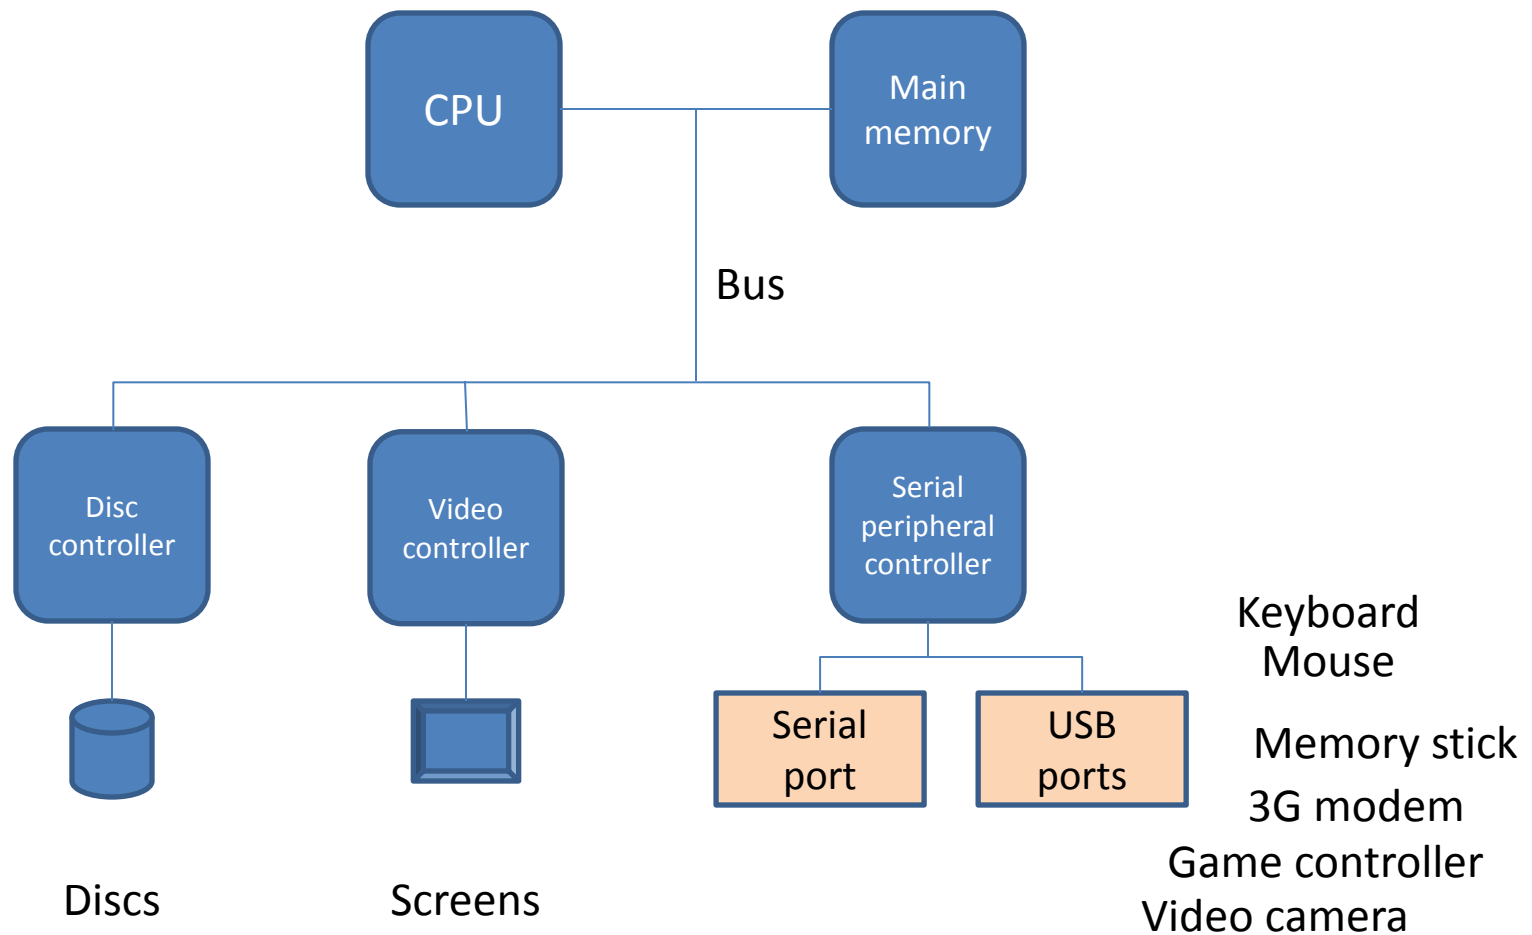 CPU
Main
memory
Bus
Disc
controller
Video
controller
Serial
peripheral
controller
Serial
port
USB
ports
Keyboard
Mouse
Memory stick
3G modem
Game controller
Video camera
Discs
Screens